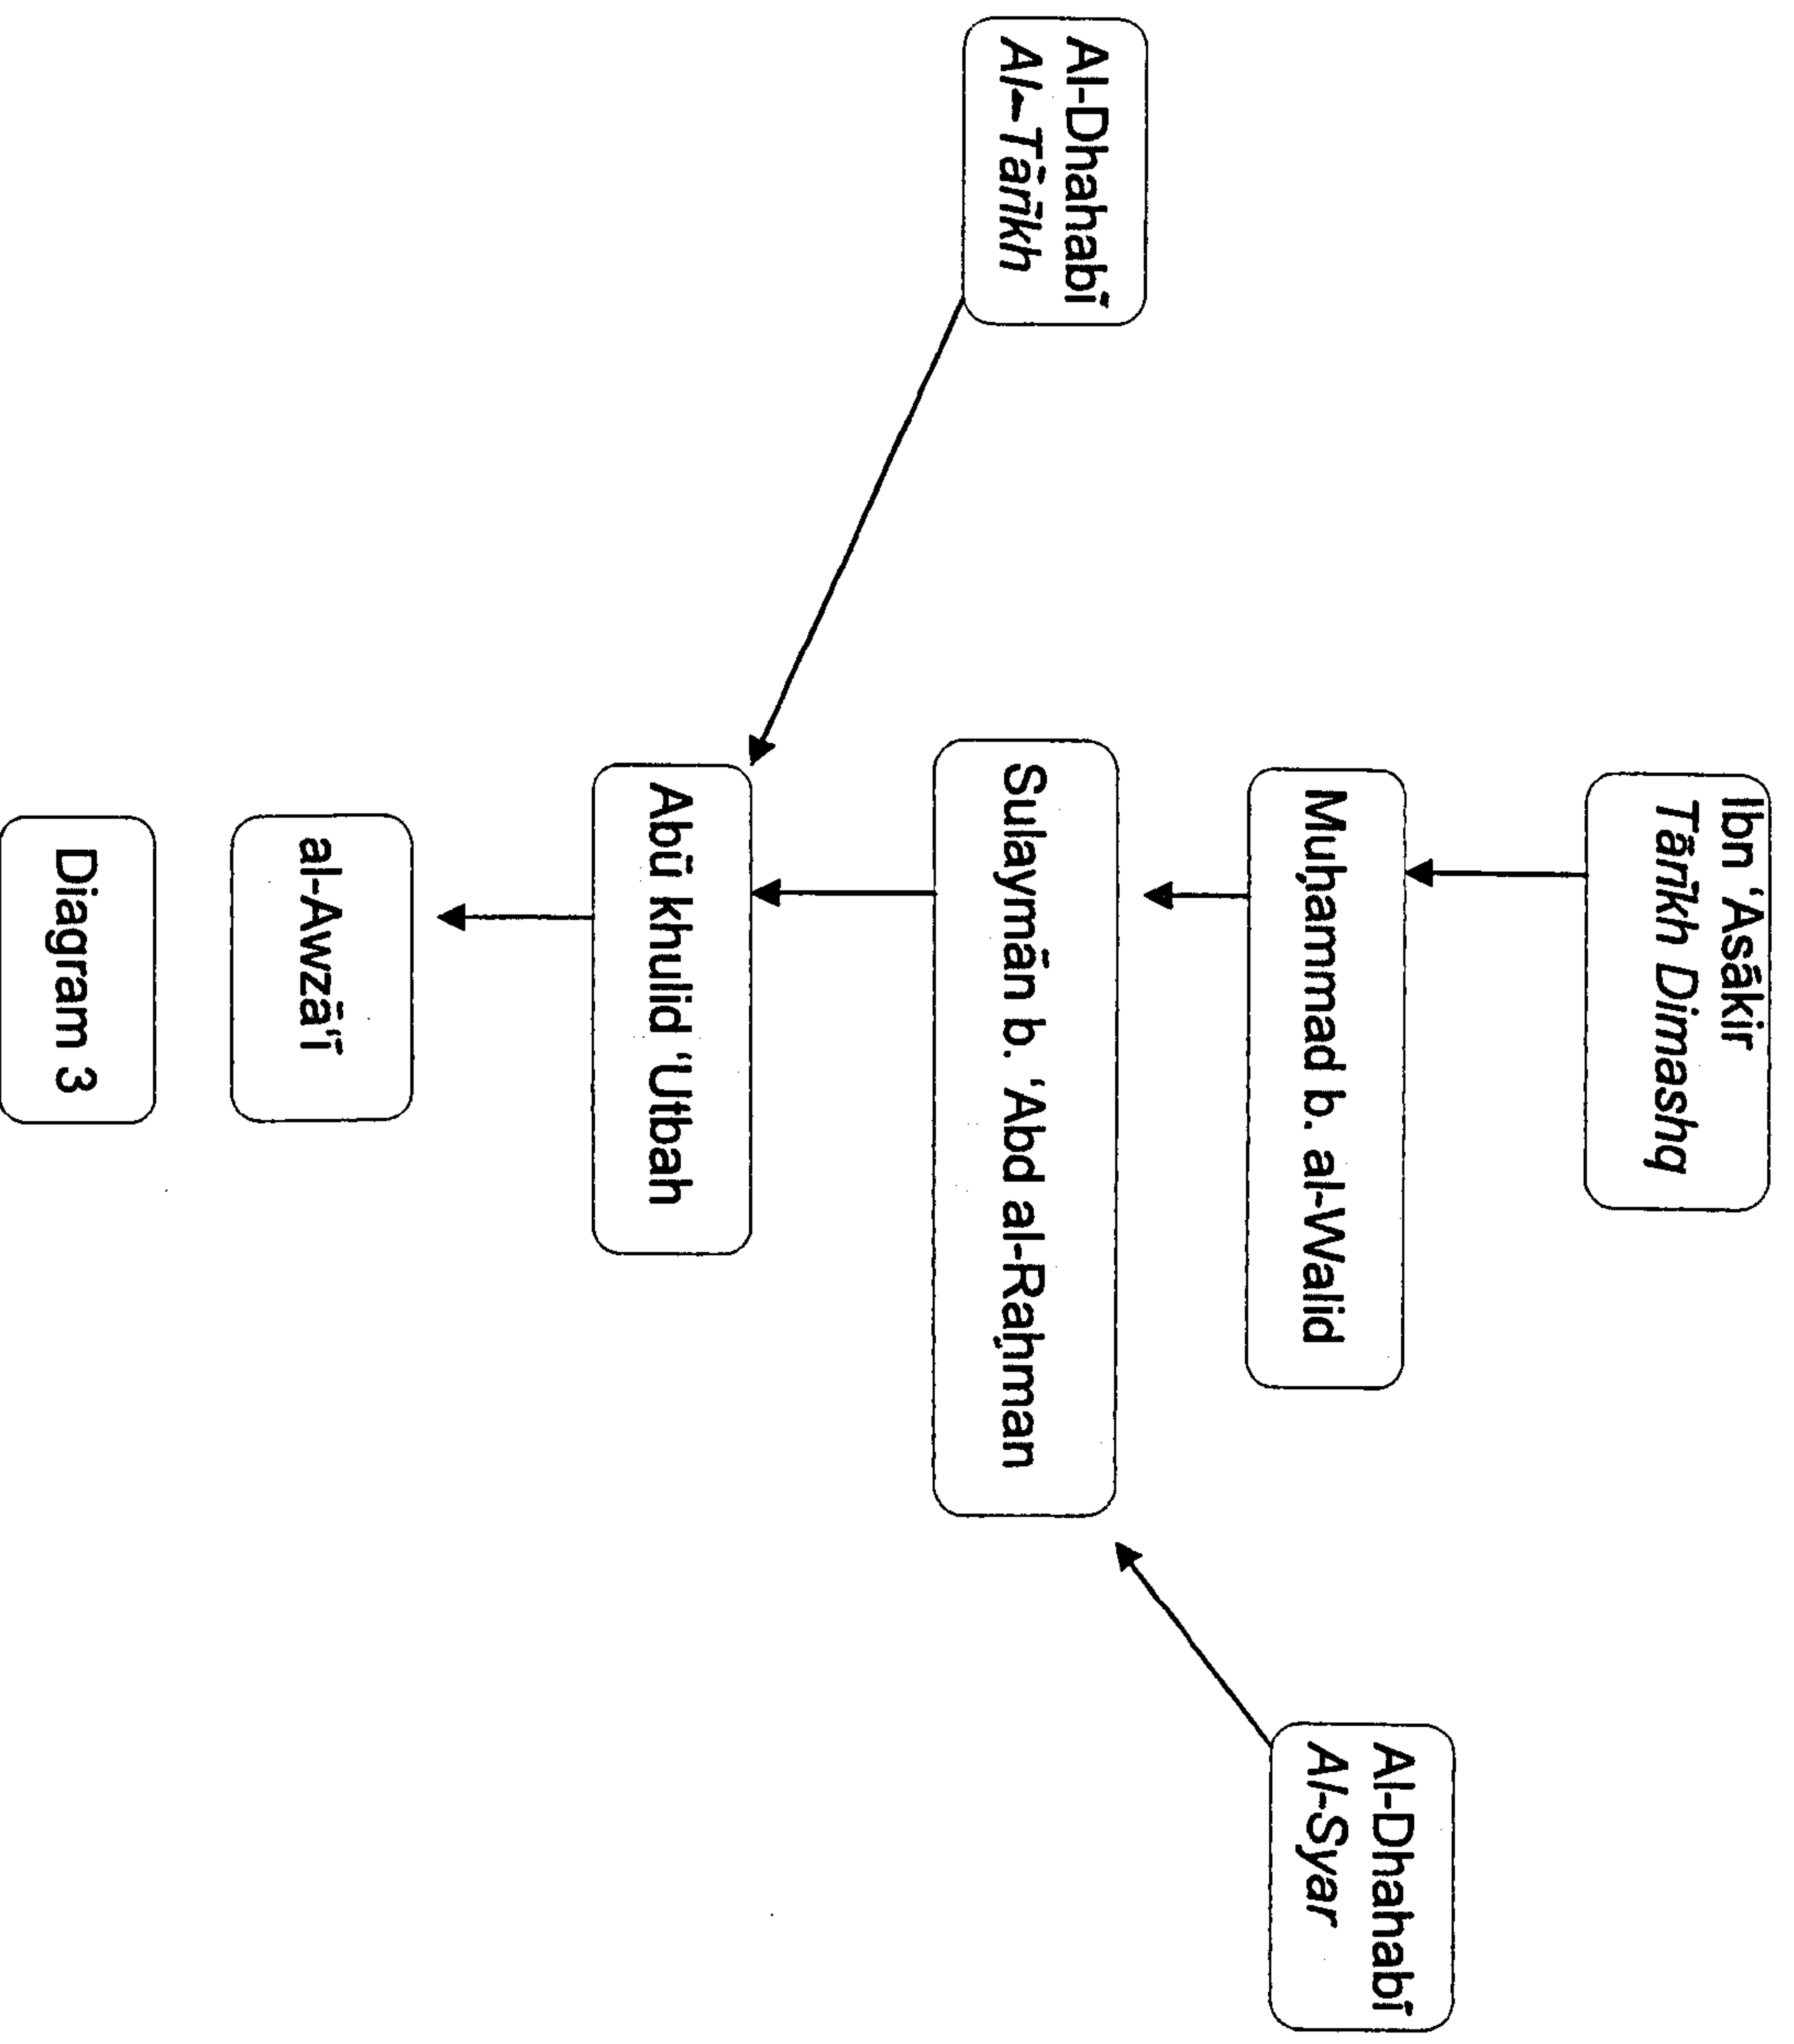 Ibn ‘Asākir
Tārīkh Dimashq
Muḥammad b. al-Walid
Al-Dhahabī
Al-Syar
Al-Dhahabī
Al-Tārīkh
Sulaymān b. ‘Abd al-Raḥman
Abū khulid ‘Utbah
al-Awzā‘ī
Diagram 3